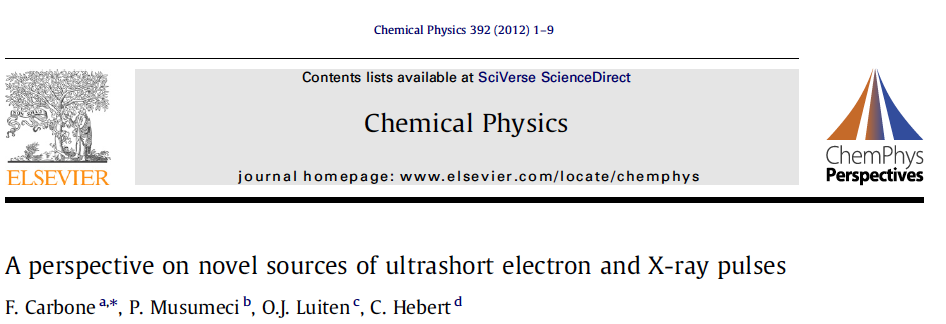 Chemical Physics 392 (2012) 1–9
Contents lists available at SciVerse ScienceDirect
Chemical Physics
journal homepage: www.elsevier.com/locate/chemphys
ELSEVIER
ChemPhys
Perspectives
A perspective on novel sources of ultrashort electron and X-ray pulses
F. Carbone a,*, P. Musumeci b, O.J. Luiten c, C. Hebert d